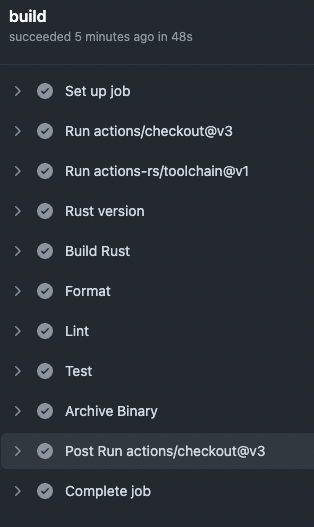 build
succeeded 5 minutes ago in 48s
Set up job
Run actions/checkout@v3
Run actions-rs/toolchain@v1
Rust version
Build Rust
Format
Lint
Test
Archive Binary
Post Run actions/checkout@v3
Complete job